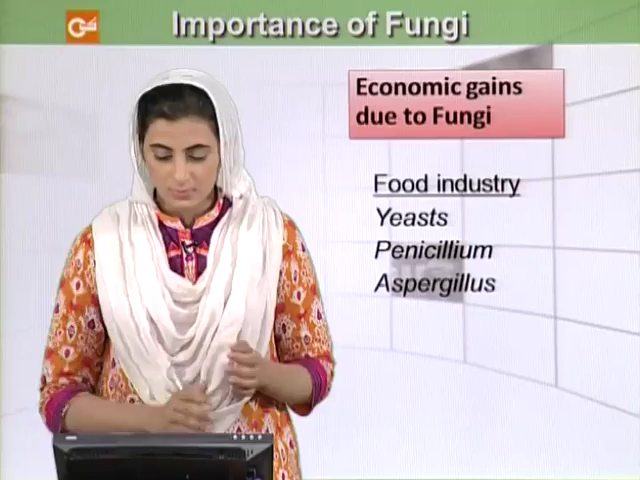 Importance of Fungi
Economic gains
due to Fungi
Food industry
Yeasts
Penicillium
Aspergillus